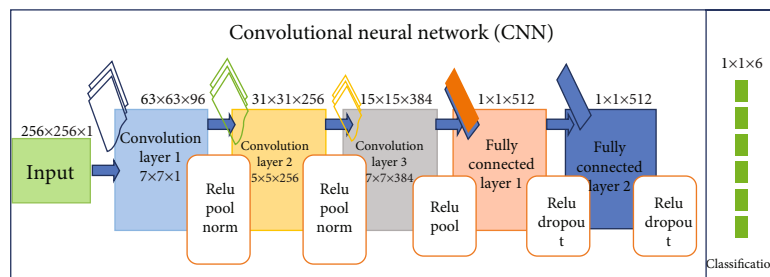 Convolutional neural network (CNN)
256×256×1
Input
63×63×96
Convolution
layer 1
7×7×1
Relu
pool
norm
31×31×256
Convolution
layer 2
5×5×256
Relu
pool
norm
15×15×384
Convolution
layer 3
7×7×384
Relu
pool
1×1×512
Fully
connected
layer 1
Relu
dropou
t
1×1×512
Fully
connected
layer 2
Relu
dropou
t
1×1×6
Classificatio